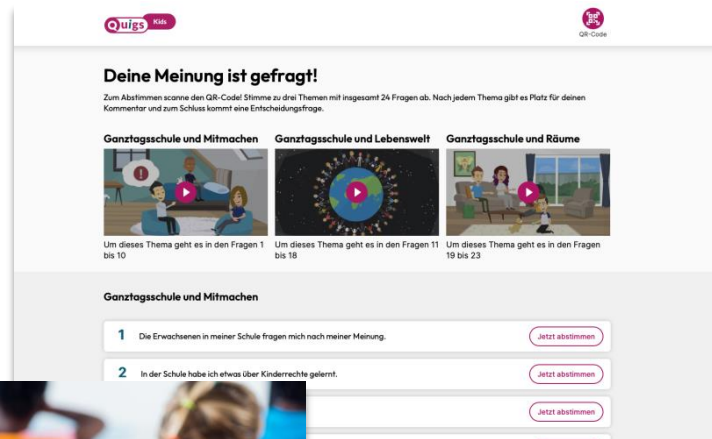 Quigs Kids
QR-Code
Deine Meinung ist gefragt!
Zum Abstimmen scanne den QR-Code! Stimme zu drei Themen mit insgesamt 24 Fragen ab. Nach jedem Thema gibt es Platz für deinen
Kommentar und zum Schluss kommt eine Entscheidungsfrage.
Ganztagsschule und Mitmachen
Um dieses Thema geht es in den Fragen 1
bis 10
Ganztagsschule und Lebenswelt
Um dieses Thema geht es in den Fragen 11
bis 18
Ganztagsschule und Räume
Um dieses Thema geht es in den Fragen
19 bis 23
Ganztagsschule und Mitmachen
1 Die Erwachsenen in meiner Schule fragen mich nach meiner Meinung. Jetzt abstimmen
2 In der Schule habe ich etwas über Kinderrechte gelernt. Jetzt abstimmen
Jetzt abstimmen